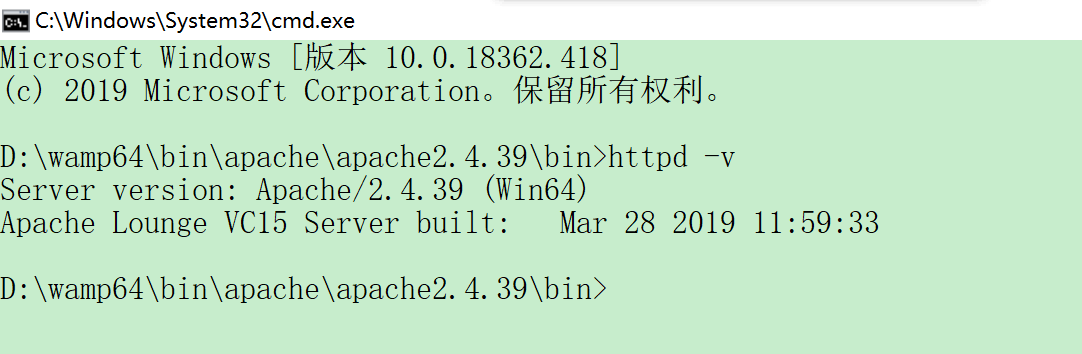 C:\Windows\System32\cmd.exe
Microsoft Windows [版本 10.0.18362.418]
(c) 2019 Microsoft Corporation。保留所有权利。
D:\wamp64\bin\apache\apache2.4.39\bin>httpd -v
Server version: Apache/2.4.39 (Win64)
Apache Lounge VC15 Server built:   Mar 28 2019 11:59:33
D:\wamp64\bin\apache\apache2.4.39\bin>